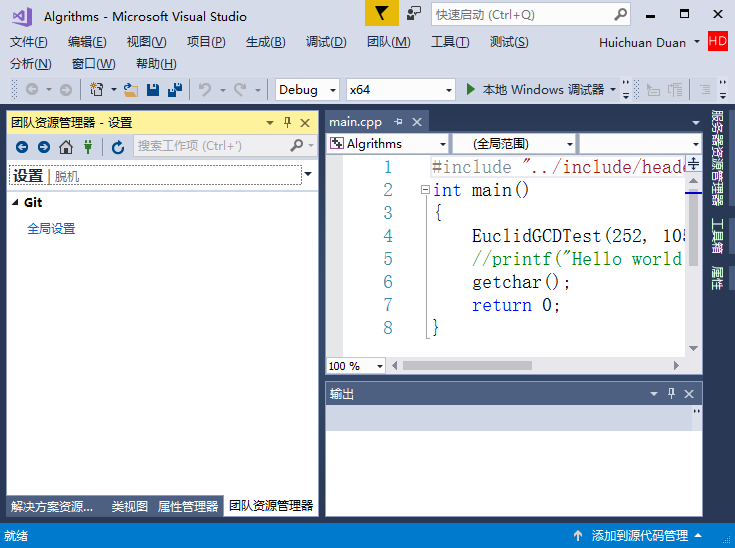 Algrithms - Microsoft Visual Studio
快速启动 (Ctrl+Q)
文件(F) 编辑(E) 视图(V) 项目(P) 生成(B) 调试(D) 团队(M) 工具(T) 测试(S) Huichuan Duan HD
分析(N) 窗口(W) 帮助(H)
Debug x64 本地 Windows 调试器
团队资源管理器 - 设置
搜索工作项 (Ctrl+')
设置 | 脱机
Git
全局设置
解决方案资源... 类视图 属性管理器 团队资源管理器
main.cpp
Algrithms (全局范围)
1 #include "../include/heade
2 int main()
3 {
4 EuclidGCDTest(252, 105
5 //printf("Hello world
6 getchar();
7 return 0;
8 }
100 %
输出
服务器资源管理器
工具箱
属性
就绪
添加到源代码管理